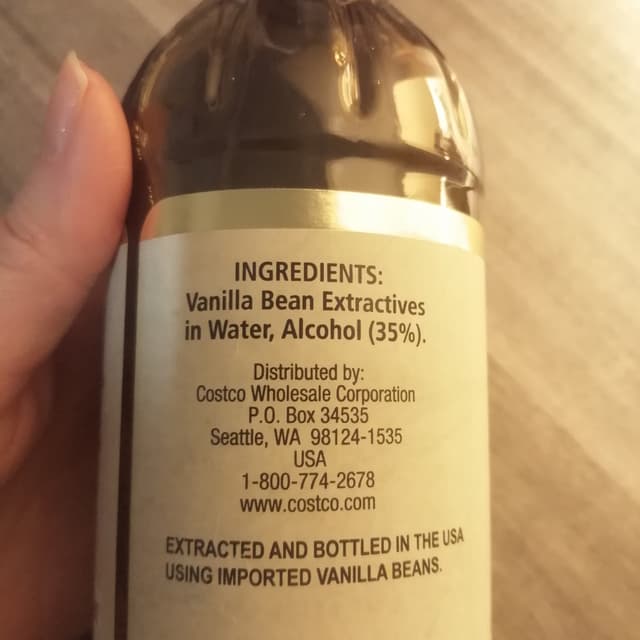 INGREDIENTS:
Vanilla Bean Extractives
in Water, Alcohol (35%).
Distributed by:
Costco Wholesale Corporation
P.O. Box 34535
Seattle, WA 98124-1535
USA
1-800-774-2678
www.costco.com
EXTRACTED AND BOTTLED IN THE USA
USING IMPORTED VANILLA BEANS.